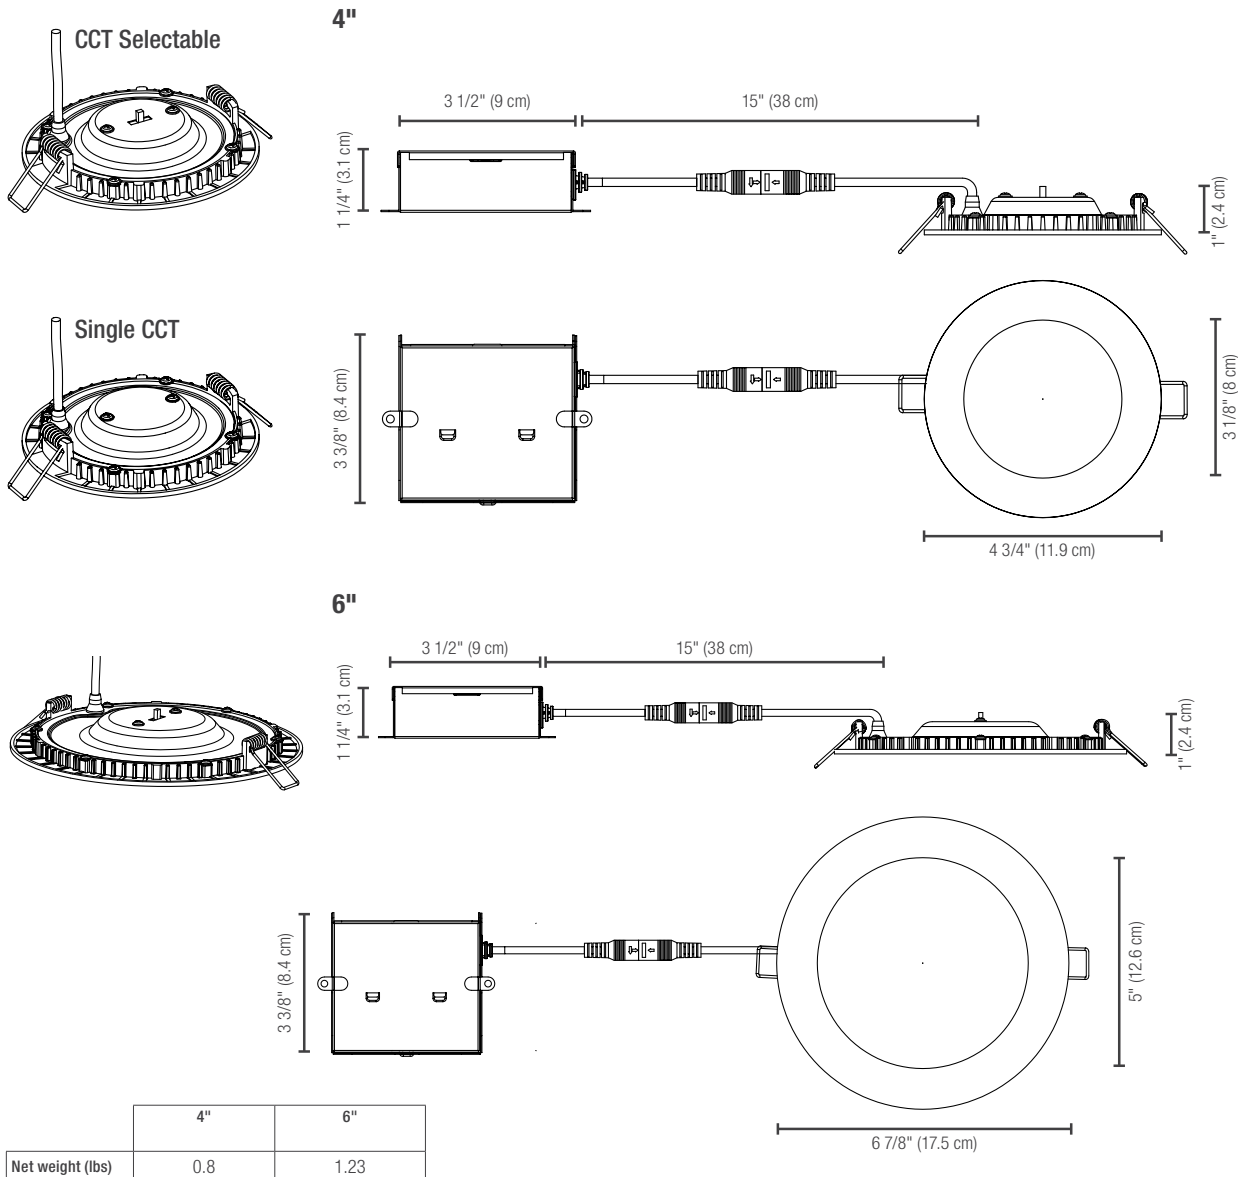 4"
CCT Selectable
3 1/2" (9 cm)
15" (38 cm)
1 1/4" (3.1 cm)
1" (2.4 cm)
Single CCT
3 3/8" (8.4 cm)
3 1/8" (8 cm)
4 3/4" (11.9 cm)
6"
3 1/2" (9 cm)
15" (38 cm)
1 1/4" (3.1 cm)
1" (2.4 cm)
3 3/8" (8.4 cm)
5" (12.6 cm)
6 7/8" (17.5 cm)
4" 6"
Net weight (lbs) 0.8 1.23